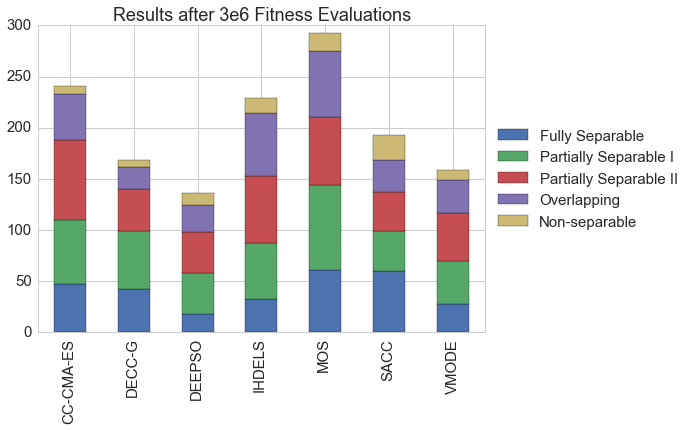 Results after 3e6 Fitness Evaluations
300
250
200
150
100
50
0
CC-CMA-ES
DECC-G
DEEPSO
IHDELS
MOS
SACC
VMODE
Fully Separable
Partially Separable I
Partially Separable II
Overlapping
Non-separable